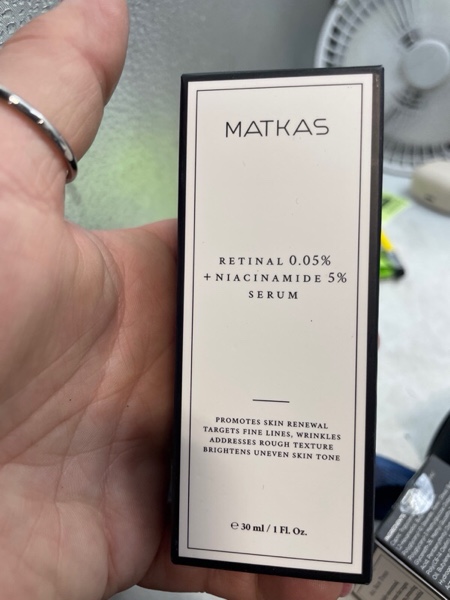 MATKAS
RETINAL 0.05%
+ NIACINAMIDE 5%
SERUM
PROMOTES SKIN RENEWAL
TARGETS FINE LINES, WRINKLES
ADDRESSES ROUGH TEXTURE
BRIGHTENS UNEVEN SKIN TONE
℮ 30 ml / 1 Fl. Oz.